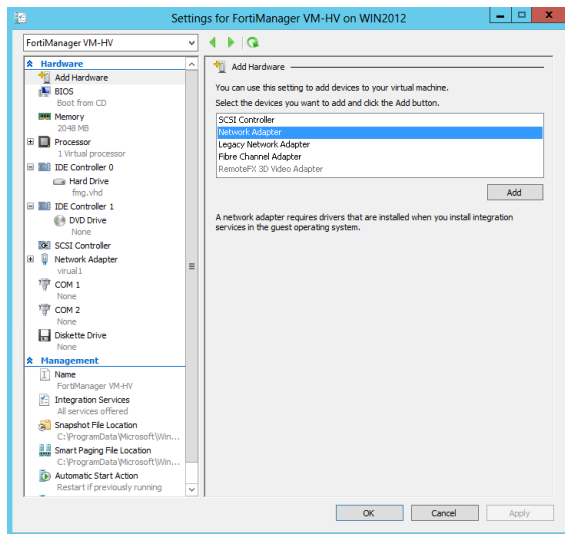 Settings for FortiManager VM-HV on WIN2012
FortiManager VM-HV
Hardware
Add Hardware
BIOS
Boot from CD
Memory
2048 MB
Processor
1 Virtual processor
IDE Controller 0
Hard Drive
fmg.vhd
IDE Controller 1
DVD Drive
None
SCSI Controller
Network Adapter
virual1
COM 1
None
COM 2
None
Diskette Drive
None
Management
Name
FortiManager VM-HV
Integration Services
All services offered
Snapshot File Location
C:\ProgramData\Microsoft\Win...
Smart Paging File Location
C:\ProgramData\Microsoft\Win...
Automatic Start Action
Restart if previously running
Add Hardware
You can use this setting to add devices to your virtual machine.
Select the devices you want to add and click the Add button.
SCSI Controller
Network Adapter
Legacy Network Adapter
Fibre Channel Adapter
RemoteFX 3D Video Adapter
Add
A network adapter requires drivers that are installed when you install integration
services in the guest operating system.
OK
Cancel
Apply